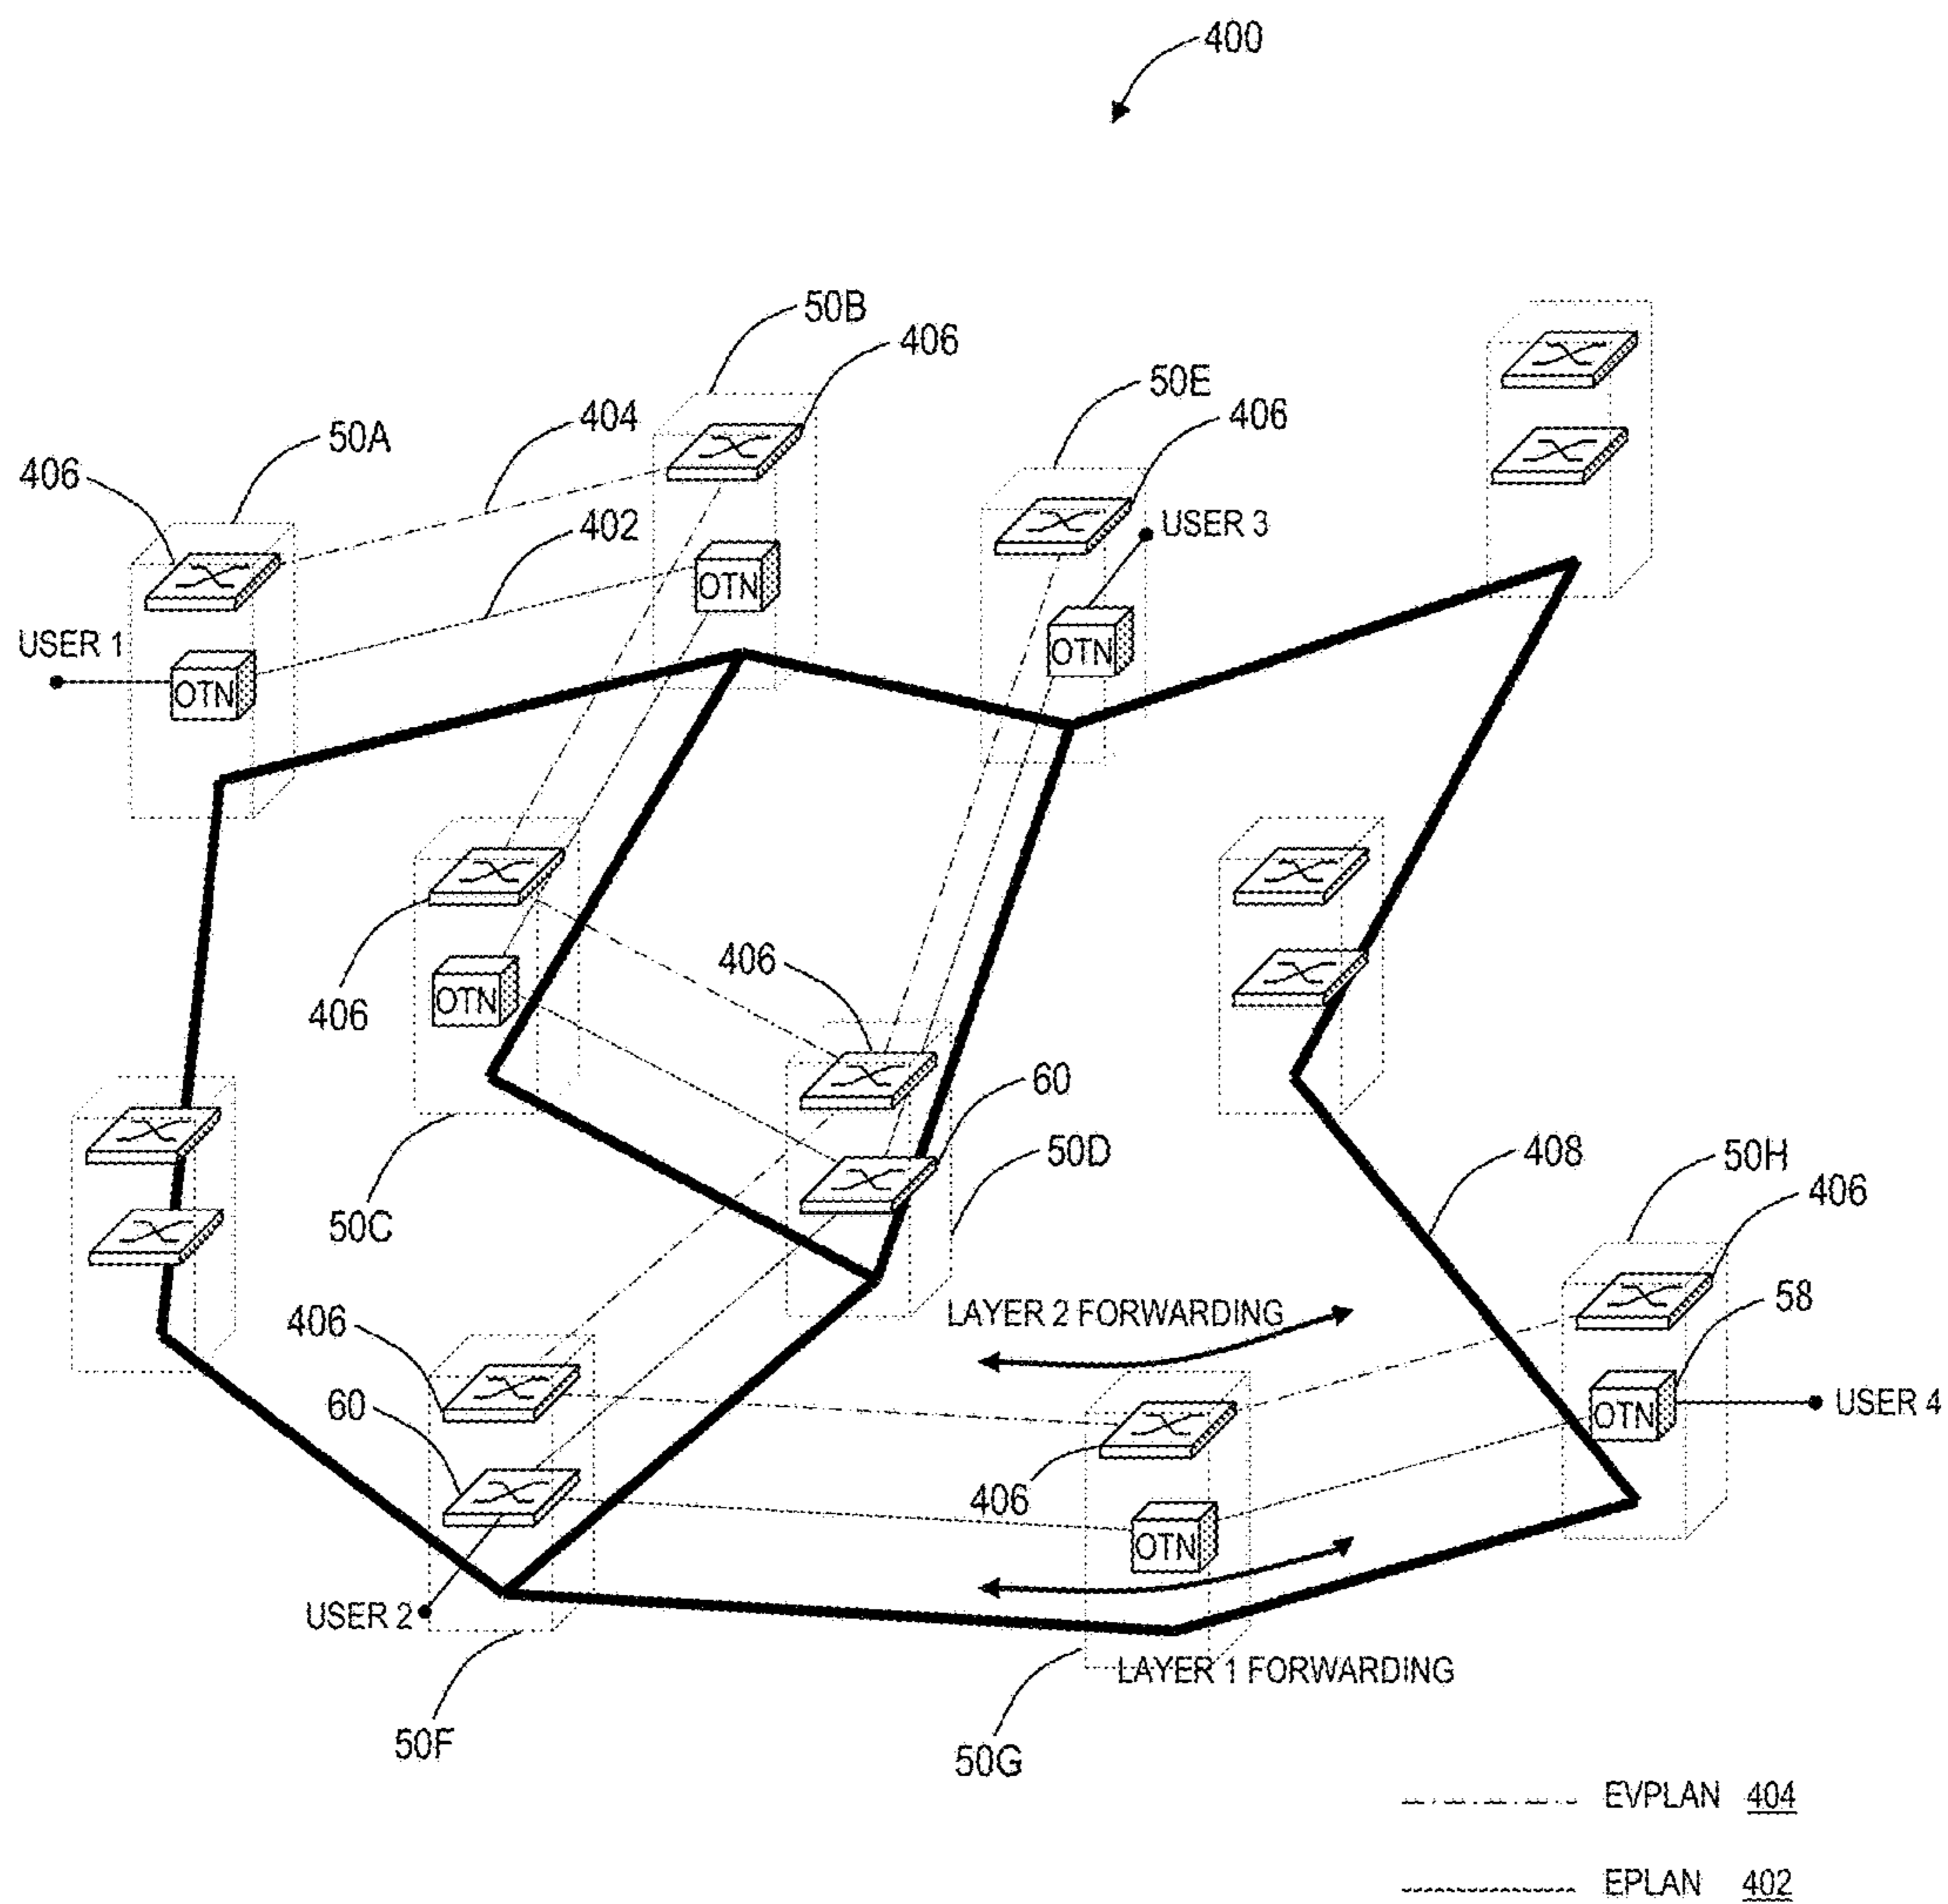 400
50B
406
50E
406
404
50A
406
402
USER 3
OTN
USER 1
OTN
OTN
406
406
OTN
60
408
50H
50D
406
50C
58
LAYER 2 FORWARDING
406
60
OTN
USER 4
406
OTN
USER 2
LAYER 1 FORWARDING
50F
50G
EVPLAN 404
EPLAN 402